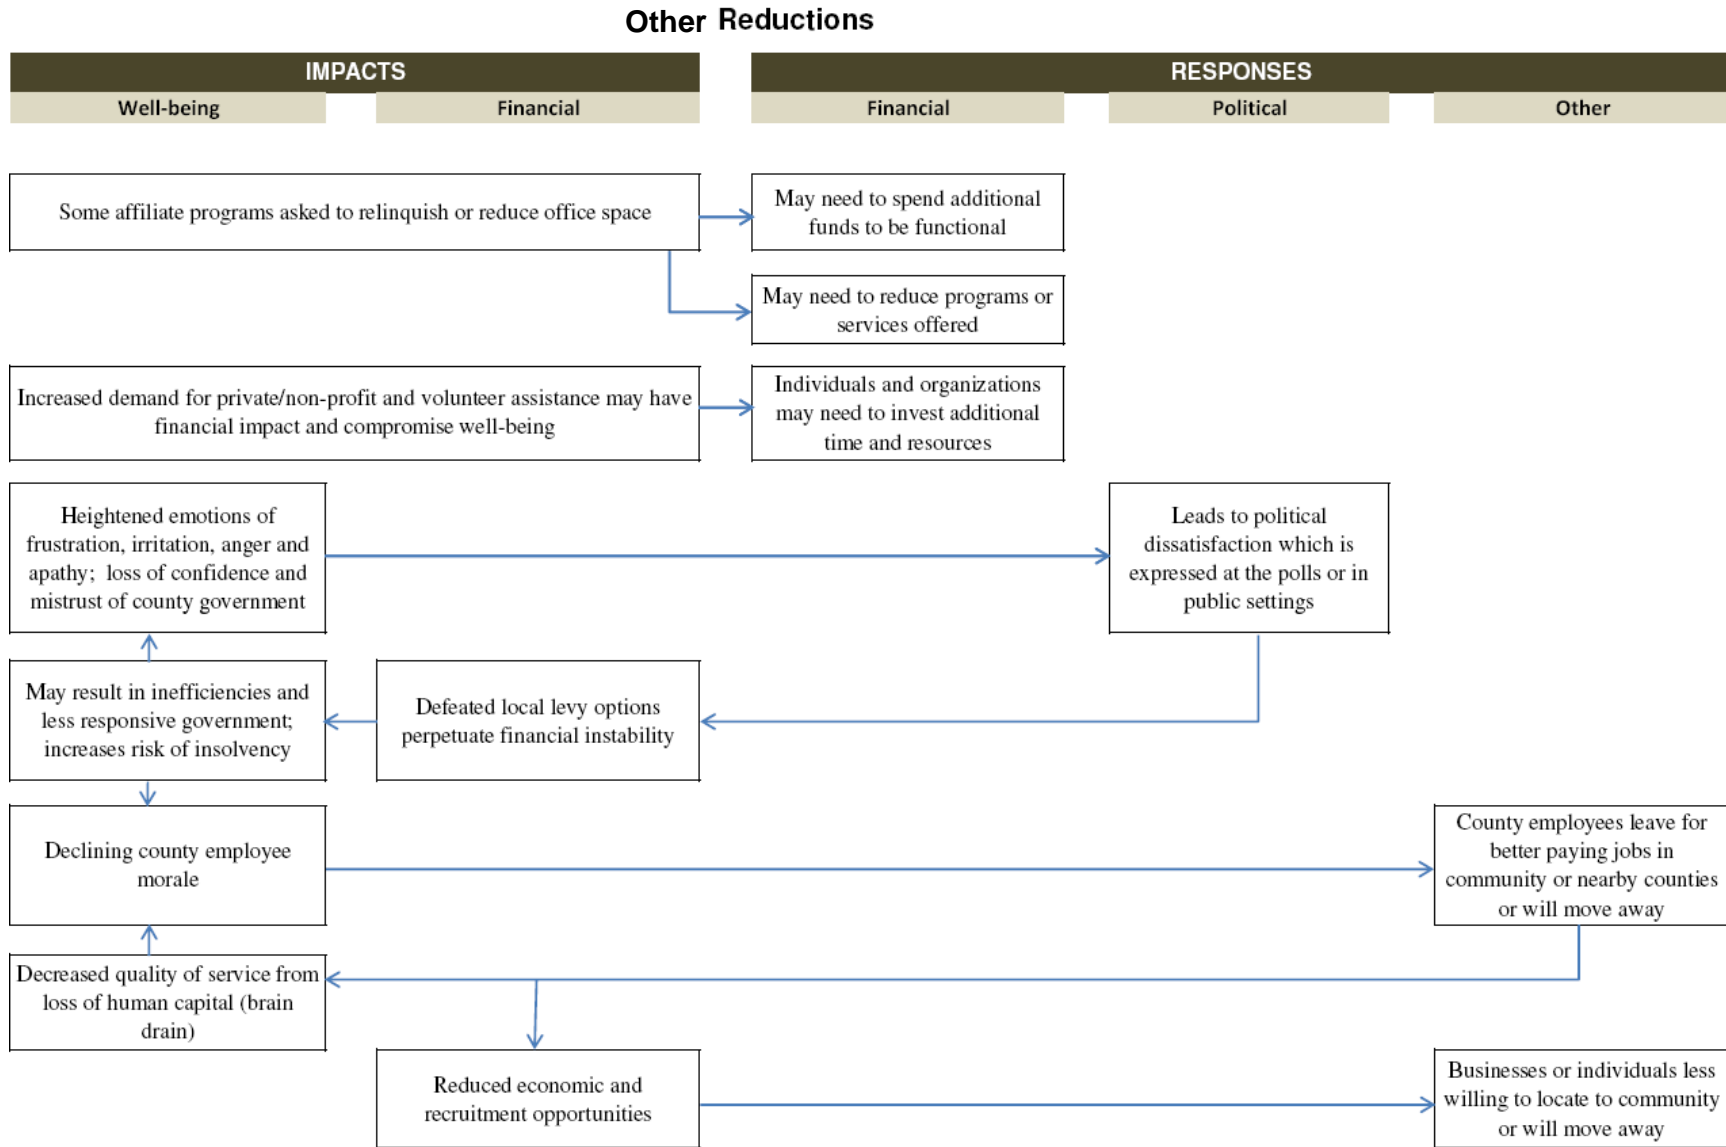 Other Reductions
IMPACTS
RESPONSES
Well-being
Financial
Financial
Political
Other
Some affiliate programs asked to relinquish or reduce office space
May need to spend additional
funds to be functional
May need to reduce programs or
services offered
Increased demand for private/non-profit and volunteer assistance may have
financial impact and compromise well-being
Individuals and organizations
may need to invest additional
time and resources
Heightened emotions of
frustration, irritation, anger and
apathy;  loss of confidence and
mistrust of county government
Leads to political
dissatisfaction which is
expressed at the polls or in
public settings
May result in inefficiencies and
less responsive government;
increases risk of insolvency
Defeated local levy options
perpetuate financial instability
Declining county employee
morale
County employees leave for
better paying jobs in
community or nearby counties
or will move away
Decreased quality of service from
loss of human capital (brain
drain)
Reduced economic and
recruitment opportunities
Businesses or individuals less
willing to locate to community
or will move away